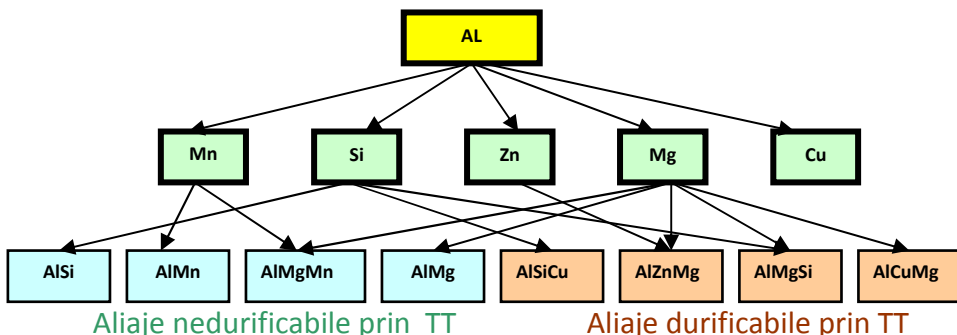 AL
Mn Si Zn Mg Cu
AlSi AlMn AlMgMn AlMg AlSiCu AlZnMg AlMgSi AlCuMg
Aliaje nedurificabile prin TT Aliaje durificabile prin TT